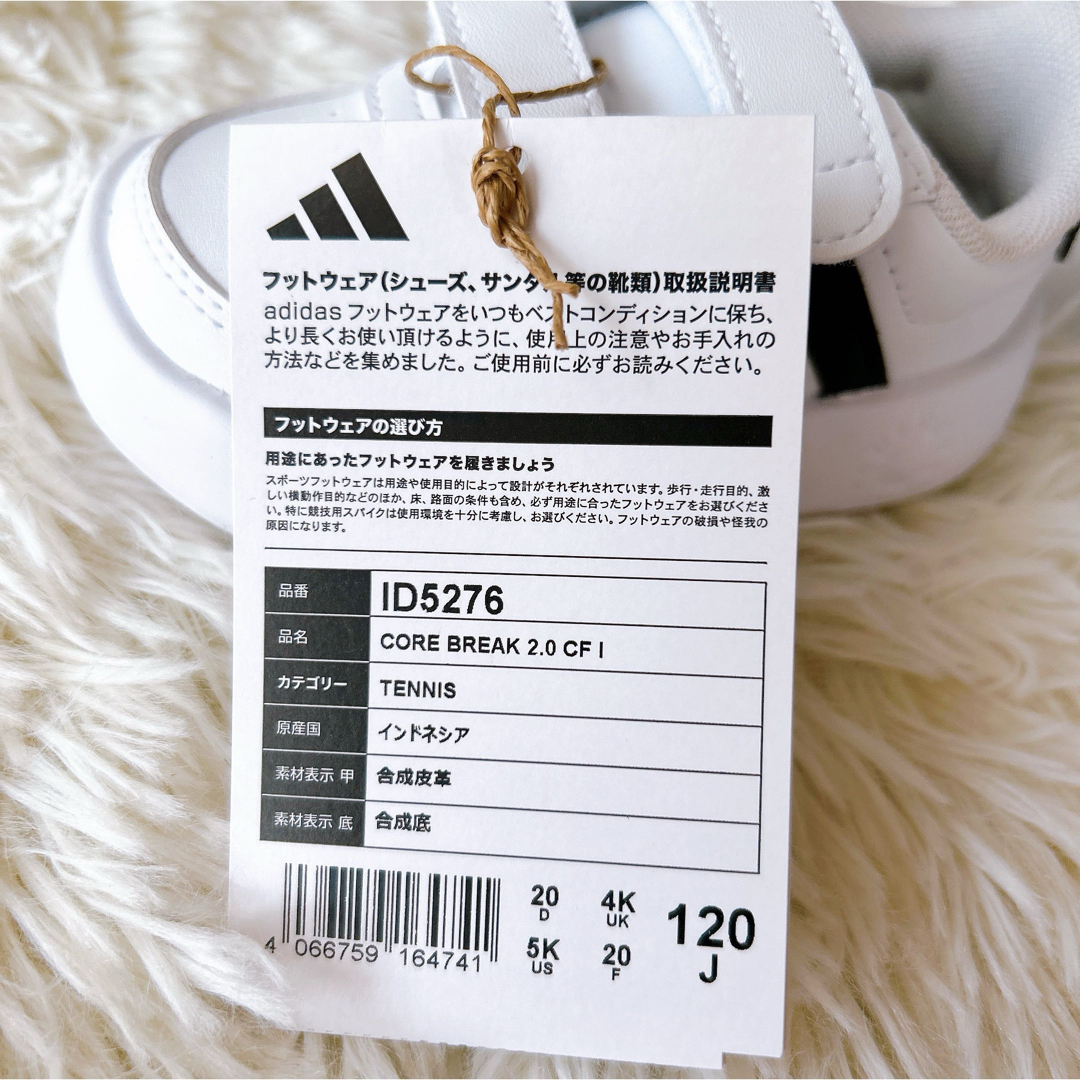 フットウェア(シューズ、サンダル等の靴類)取扱説明書
adidas フットウェアをいつもベストコンディションに保ち、
より長くお使い頂けるように、使用上の注意やお手入れの
方法などを集めました。ご使用前に必ずお読みください。
フットウェアの選び方
用途にあったフットウェアを履きましょう
スポーツフットウェアは用途や使用目的によって設計がそれぞれされています。歩行・走行目的、激
しい横動作目的などのほか、床、路面の条件も含め、必ず用途に合ったフットウェアをお選びくださ
い。特に競技用スパイクは使用環境を十分に考慮し、お選びください。フットウェアの破損や怪我の
原因になります。
品番 ID5276
品名 CORE BREAK 2.0 CF I
カテゴリー TENNIS
原産国 インドネシア
素材表示 甲 合成皮革
素材表示 底 合成底
4 066759 164741
20 D 4K UK
5K US 20 F
120 J